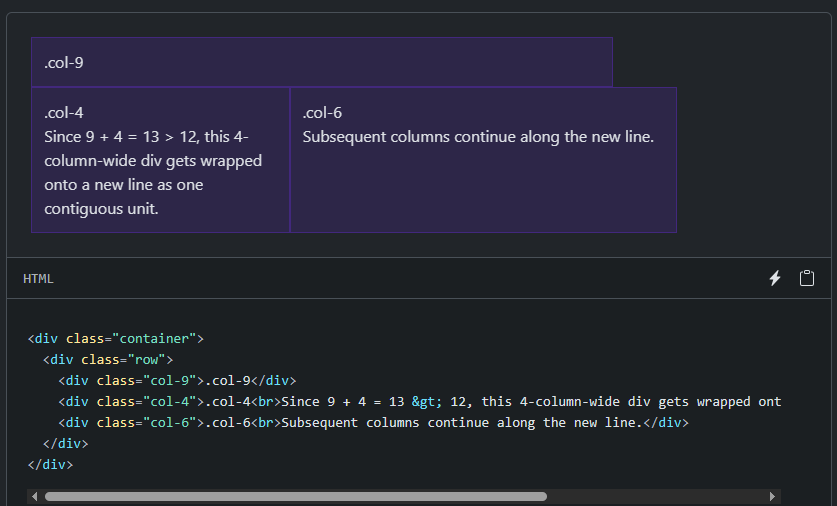 .col-9
.col-4
Since 9 + 4 = 13 > 12, this 4-
column-wide div gets wrapped
onto a new line as one
contiguous unit.
.col-6
Subsequent columns continue along the new line.
HTML
<div class="container">
  <div class="row">
    <div class="col-9">.col-9</div>
    <div class="col-4">.col-4<br>Since 9 + 4 = 13 &gt; 12, this 4-column-wide div gets wrapped ont
    <div class="col-6">.col-6<br>Subsequent columns continue along the new line.</div>
  </div>
</div>